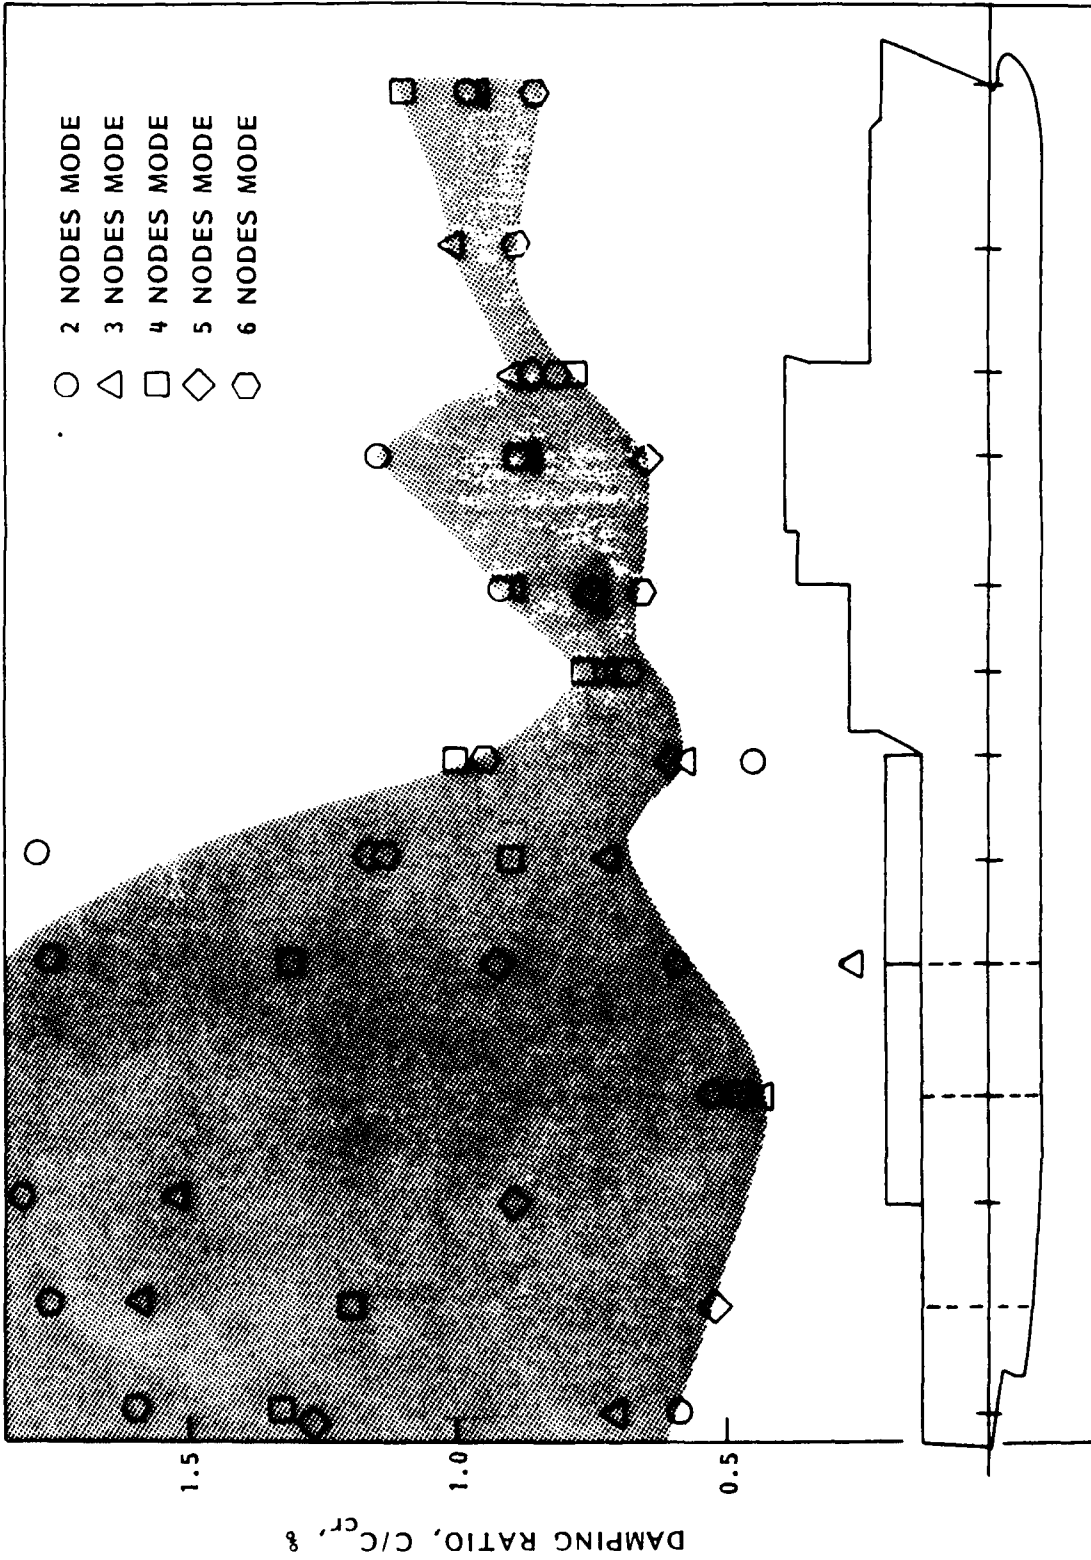 2 NODES MODE
3 NODES MODE
4 NODES MODE
5 NODES MODE
6 NODES MODE
1.5
1.0
0.5
DAMPING RATIO, C/Ccr, %